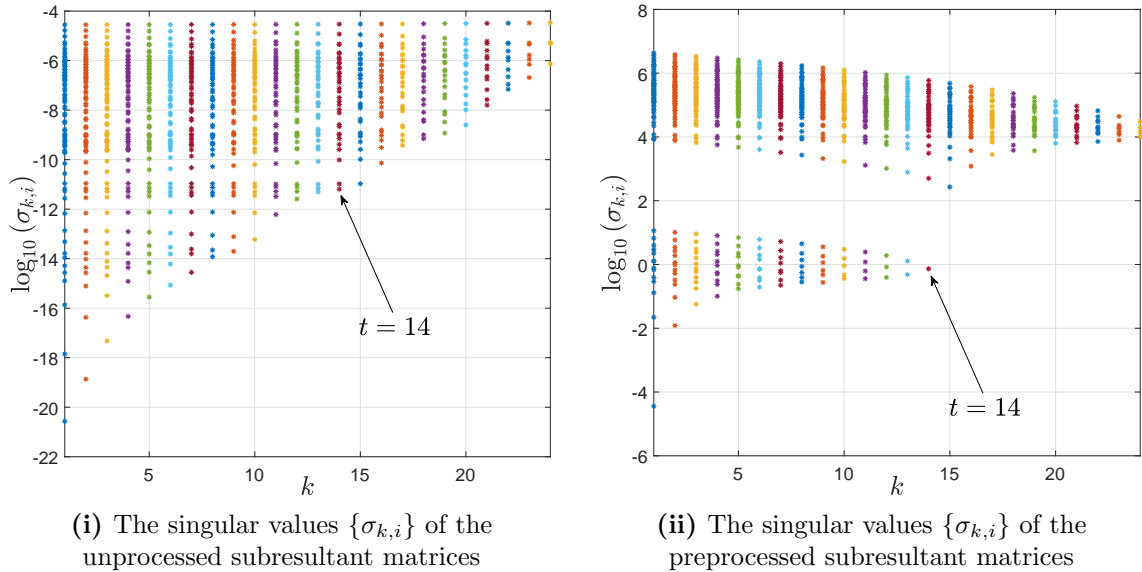 -4
-6
-8
-10
-12
-14
-16
-18
-20
-22
log₁₀ (σₖ,ᵢ)
t = 14
5
10
15
20
k
(i) The singular values {σₖ,ᵢ} of the
unprocessed subresultant matrices
8
6
4
2
0
-2
-4
-6
log₁₀ (σₖ,ᵢ)
t = 14
5
10
15
20
k
(ii) The singular values {σₖ,ᵢ} of the
preprocessed subresultant matrices